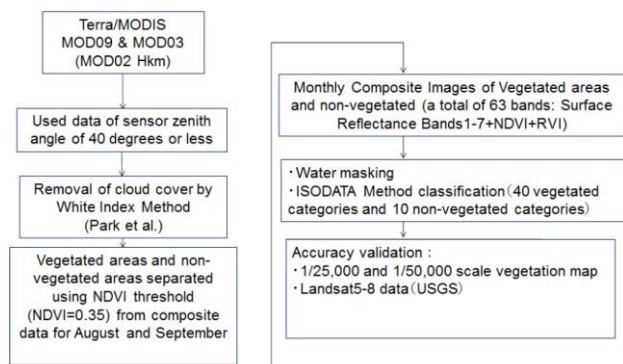 Terra/MODIS
MOD09 & MOD03
(MOD02 Hkm)
Used data of sensor zenith
angle of 40 degrees or less
Removal of cloud cover by
White Index Method
(Park et al.)
Vegetated areas and non-
vegetated areas separated
using NDVI threshold
(NDVI=0.35) from composite
data for August and September
Monthly Composite Images of Vegetated areas
and non-vegetated (a total of 63 bands: Surface
Reflectance Bands1-7+NDVI+RVI)
・Water masking
・ISODATA Method classification(40 vegetated
categories and 10 non-vegetated categories)
Accuracy validation :
・1/25,000 and 1/50,000 scale vegetation map
・Landsat5-8 data(USGS)